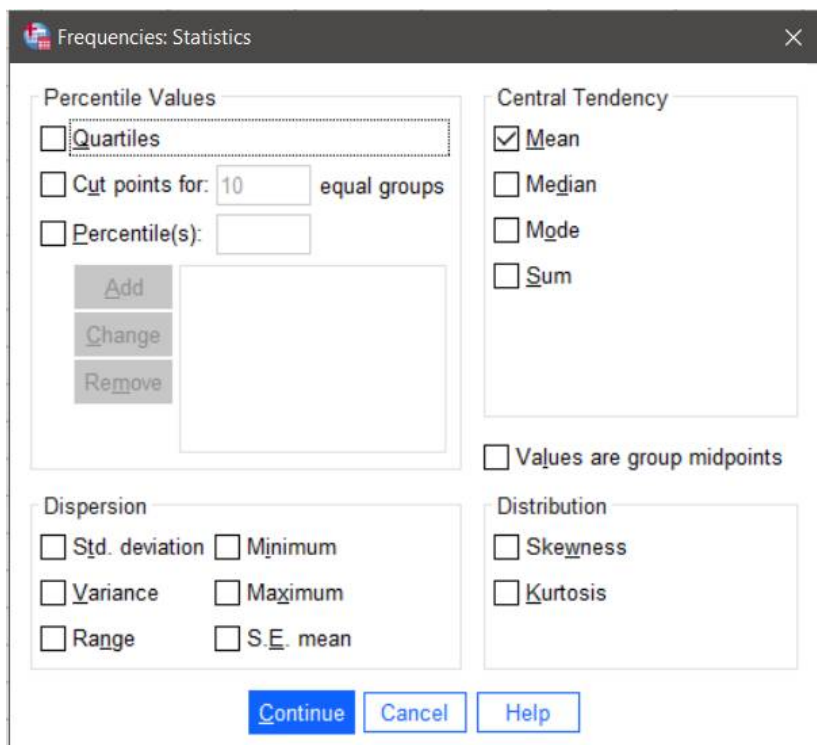 Frequencies: Statistics
Percentile Values
Quartiles
Cut points for: 10 equal groups
Percentile(s):
Add
Change
Remove
Central Tendency
Mean
Median
Mode
Sum
Values are group midpoints
Dispersion
Std. deviation Minimum
Variance Maximum
Range S.E. mean
Distribution
Skewness
Kurtosis
Continue Cancel Help